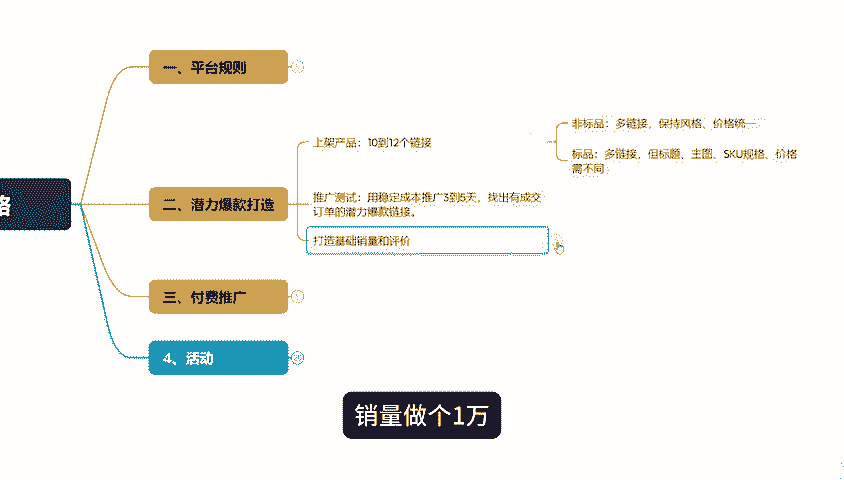 一、平台规则
非标品：多链接，保持风格、价格统一
上架产品：10到12个链接
标品：多链接，但标题、主图、SKU规格、价格
需不同
格
二、潜力爆款打造
推广测试：用稳定成本推广3到5天，找出有成交
订单的潜力爆款链接。
打造基础销量和评价
三、付费推广
4、活动
20
销量做个1万